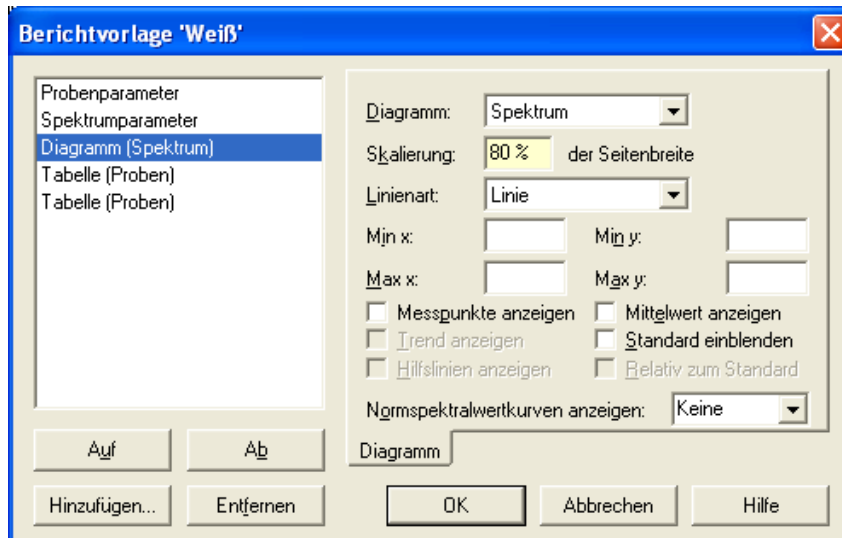 Berichtvorlage 'Weiß'
Probenparameter
Spektrumparameter
Diagramm (Spektrum)
Tabelle (Proben)
Tabelle (Proben)
Diagramm: Spektrum
Skalierung: 80 % der Seitenbreite
Linienart: Linie
Min x: Min y:
Max x: Max y:
Messpunkte anzeigen Mittelwert anzeigen
Trend anzeigen Standard einblenden
Hilfslinien anzeigen Relativ zum Standard
Normspektralwertkurven anzeigen: Keine
Auf Ab Diagramm
Hinzufügen... Entfernen OK Abbrechen Hilfe